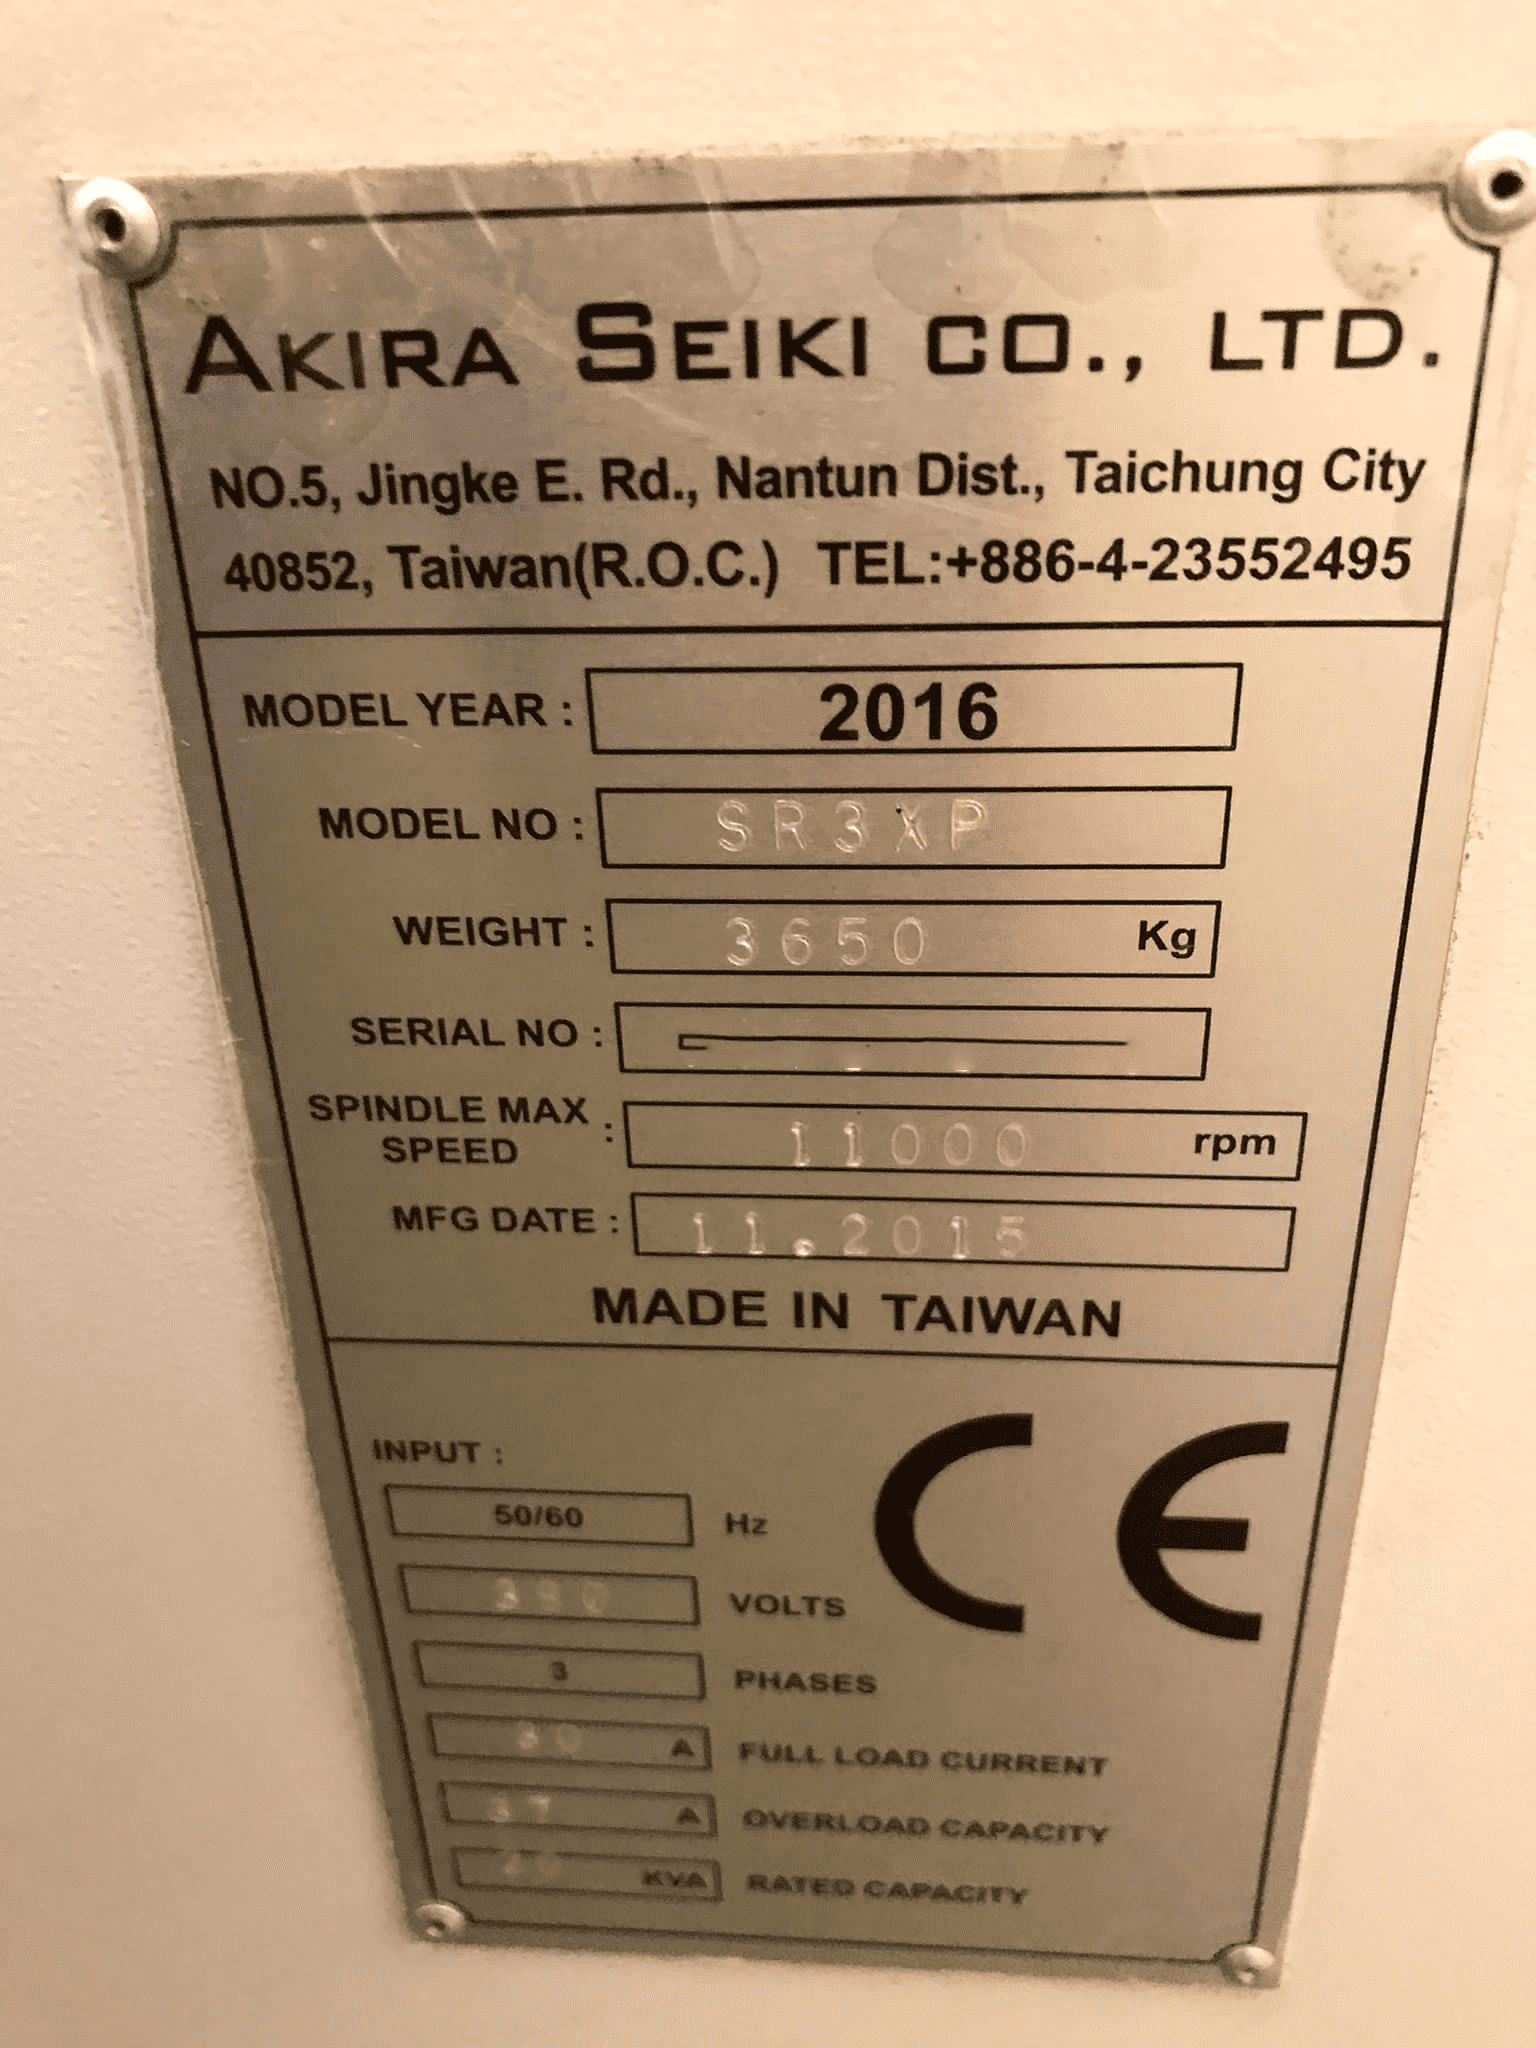 AKIRA SEIKI CO., LTD.
NO.5, Jingke E. Rd., Nantun Dist., Taichung City
40852, Taiwan(R.O.C.) TEL:+886-4-23552495
MODEL YEAR : 2016
MODEL NO : SR3XP
WEIGHT : 3650 Kg
SERIAL NO :
SPINDLE MAX SPEED : 11000 rpm
MFG DATE : 11.2015
MADE IN TAIWAN
INPUT :
50/60 Hz
380 VOLTS
3 PHASES
A FULL LOAD CURRENT
37 A OVERLOAD CAPACITY
KVA RATED CAPACITY
CE